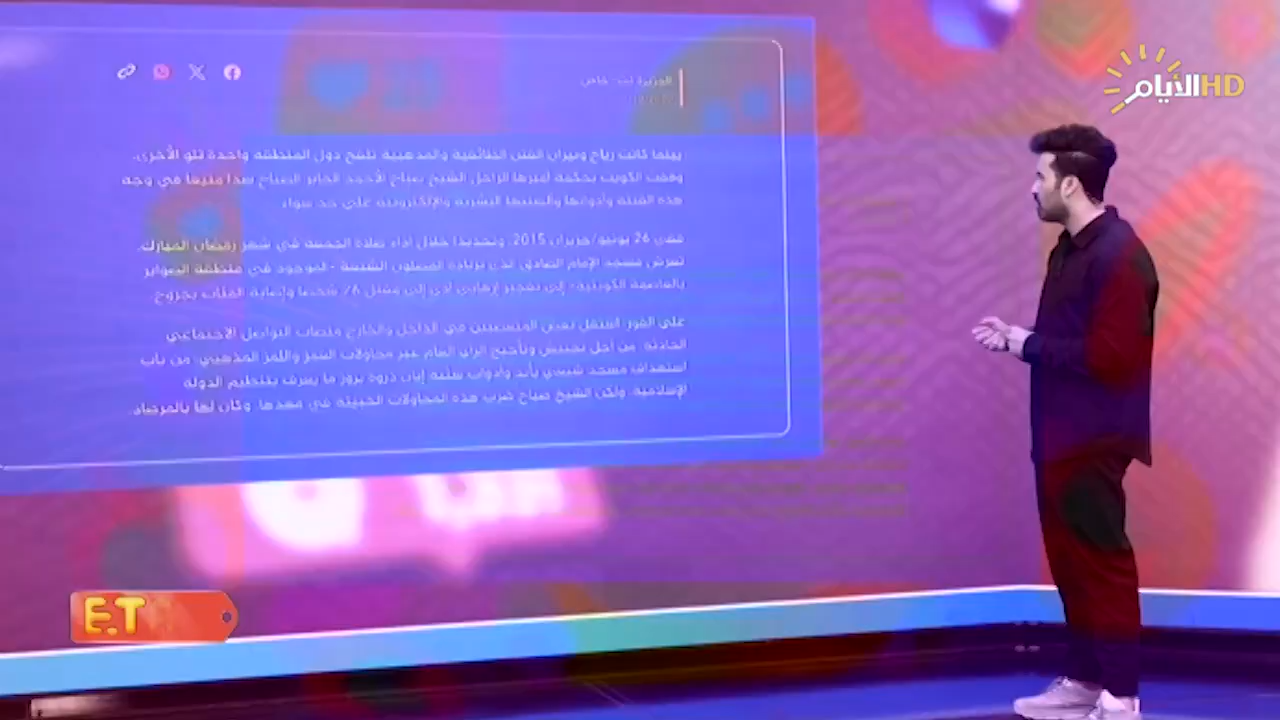 الأيام HD
الجزيرة نت - خاص
بينما كانت رياح ونيران الفتن الطائفية والمذهبية تلفح دول المنطقة واحدة تلو الأخرى،
وقفت الكويت بحكمة أميرها الراحل الشيخ صباح الأحمد الجابر الصباح سدا منيعا في وجه
هذه الفتنة وأدواتها وألسنتها البشرية والإلكترونية على حد سواء
ففي 26 يونيو/حزيران 2015، وتحديدا خلال أداء صلاة الجمعة في شهر رمضان المبارك،
تعرض مسجد الإمام الصادق الذي يرتاده المصلون الشيعة - الموجود في منطقة الصوابر
بالعاصمة الكويتية - إلى تفجير إرهابي أدى إلى مقتل شخصا وإصابة المئات بجروح
على الفور استغل بعض المتسببين في الداخل والخارج منصات التواصل الاجتماعي
الحادثة، من أجل تجييش وتأجيج الرأي العام عبر محاولات الغمز واللمز المذهبي، من باب
استهداف مسجد شيعي بأيد وأدوات سنية إبان ذروة بروز ما يعرف بتنظيم الدولة
الإسلامية، ولكن الشيخ صباح ضرب هذه المحاولات الخبيثة في مهدها، وكان لها بالمرصاد.
E.T